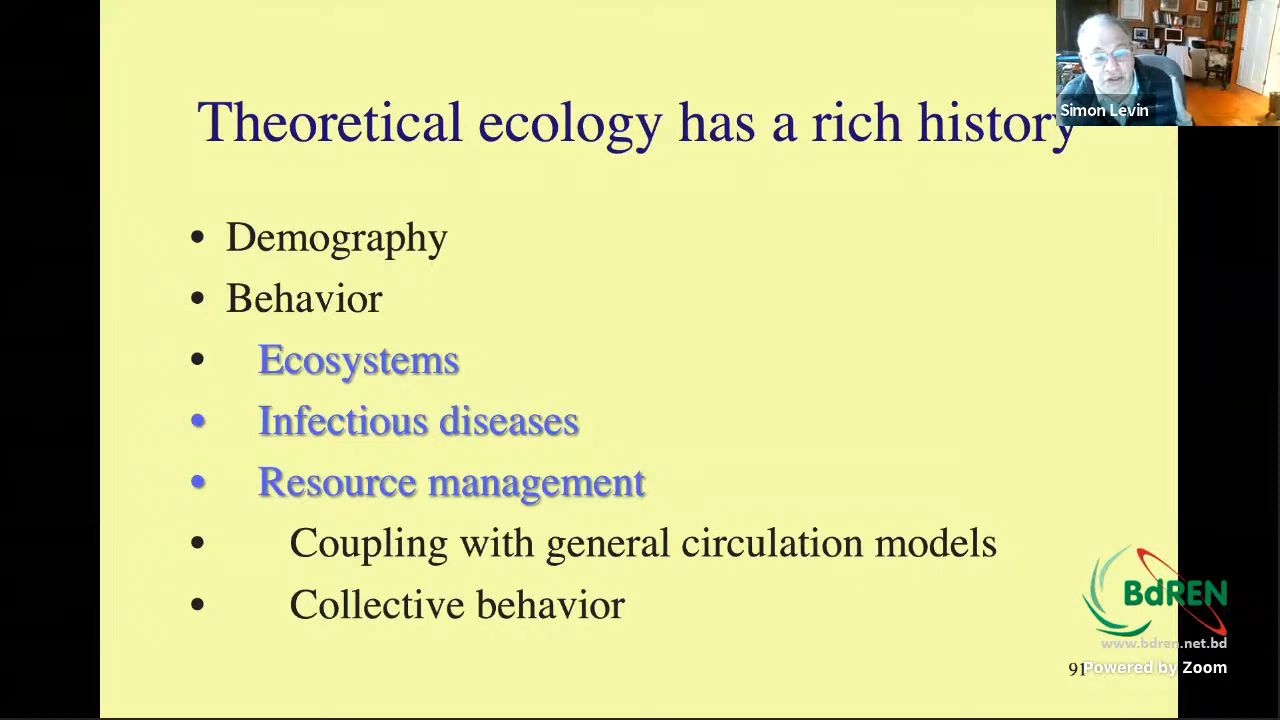 Theoretical ecology has a rich history
Simon Levin
• Demography
• Behavior
• Ecosystems
• Infectious diseases
• Resource management
• Coupling with general circulation models
• Collective behavior
BdREN
www.bdren.net.bd
91
Powered by Zoom